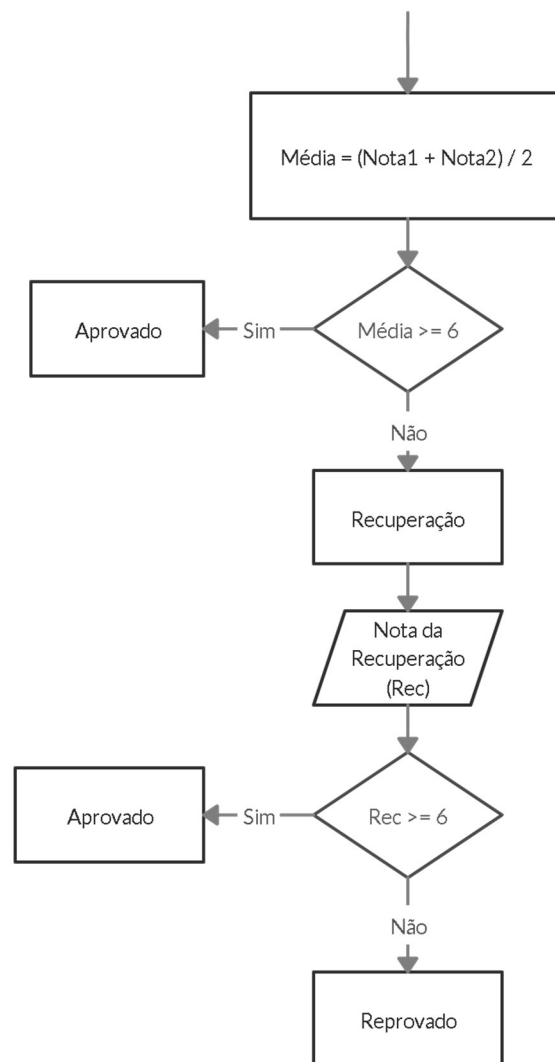 Média = (Nota1 + Nota2) / 2
Aprovado
Sim
Média >= 6
Não
Recuperação
Nota da
Recuperação
(Rec)
Aprovado
Sim
Rec >= 6
Não
Reprovado